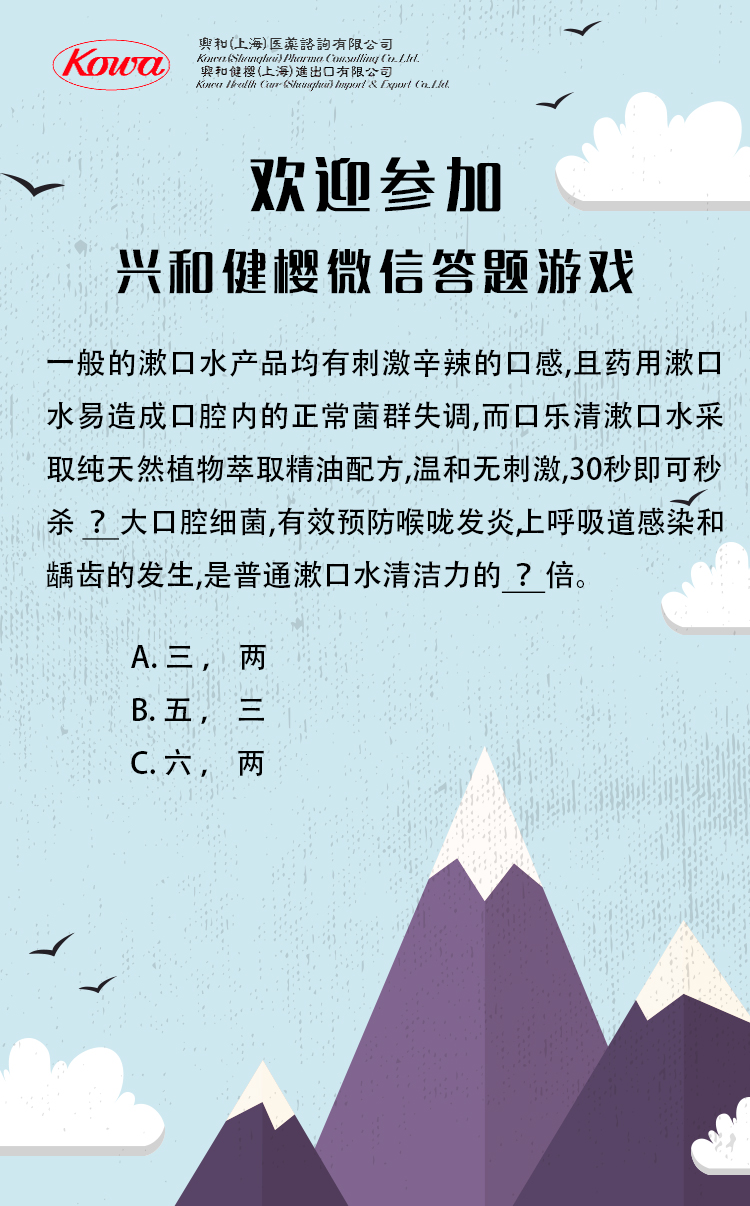 Kowa
興和(上海)医薬諮詢有限公司
Kowa (Shanghai) Pharma Consulting Co.,Ltd.
興和健櫻(上海)進出口有限公司
Kowa Health Care (Shanghai) Import & Export Co.,Ltd.
欢迎参加
兴和健樱微信答题游戏
一般的漱口水产品均有刺激辛辣的口感,且药用漱口
水易造成口腔内的正常菌群失调,而口乐清漱口水采
取纯天然植物萃取精油配方,温和无刺激,30秒即可秒
杀 ? 大口腔细菌,有效预防喉咙发炎,上呼吸道感染和
龋齿的发生,是普通漱口水清洁力的 ? 倍。
A. 三 , 两
B. 五 , 三
C. 六 , 两